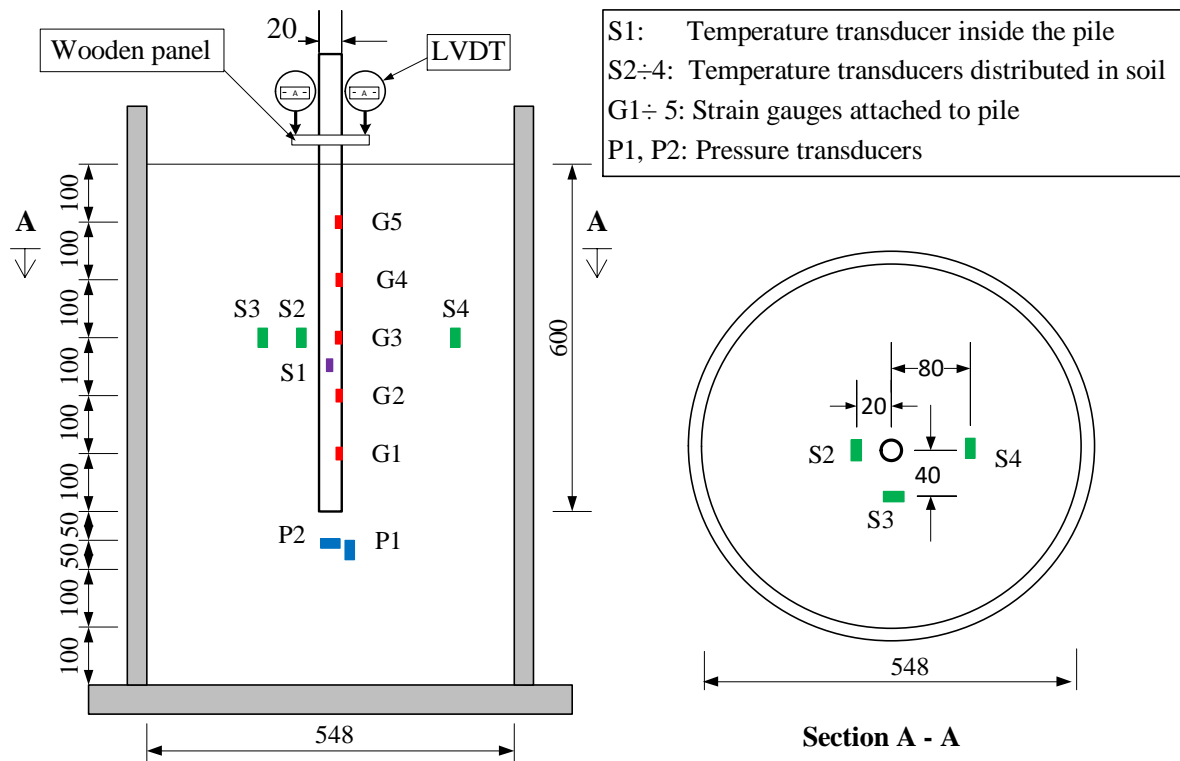 20
Wooden panel
LVDT
- A -
- A -
S1: Temperature transducer inside the pile
S2÷4: Temperature transducers distributed in soil
G1÷ 5: Strain gauges attached to pile
P1, P2: Pressure transducers
A
A
100
100
100
100
100
100
50
50
100
100
G5
G4
S3
S2
G3
S4
S1
G2
G1
P2
P1
600
548
80
20
S2
S4
40
S3
548
Section A - A